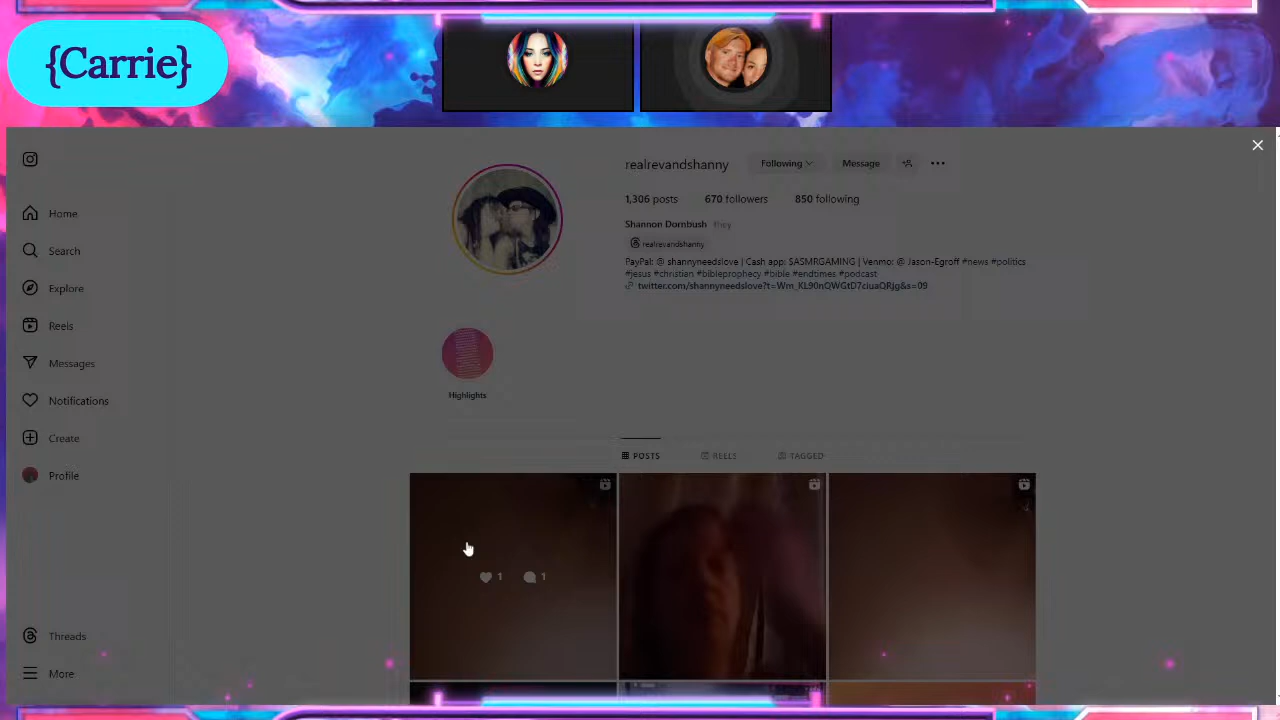 {Carrie}
realrevandshanny Following Message
1,306 posts 670 followers 850 following
Shannon Dornbush they
realrevandshanny
PayPal: @ shannyneedslove | Cash app: $ASMRGAMING | Venmo: @ Jason-Egroff #news #politics
#jesus #christian #bibleprophecy #bible #endtimes #podcast
twitter.com/shannyneedslove?t=Wm_KL90nQWGtD7ciuaQRJg&s=09
Home
Search
Explore
Reels
Messages
Notifications
Create
Profile
Threads
More
Highlights
POSTS REELS TAGGED
1 1